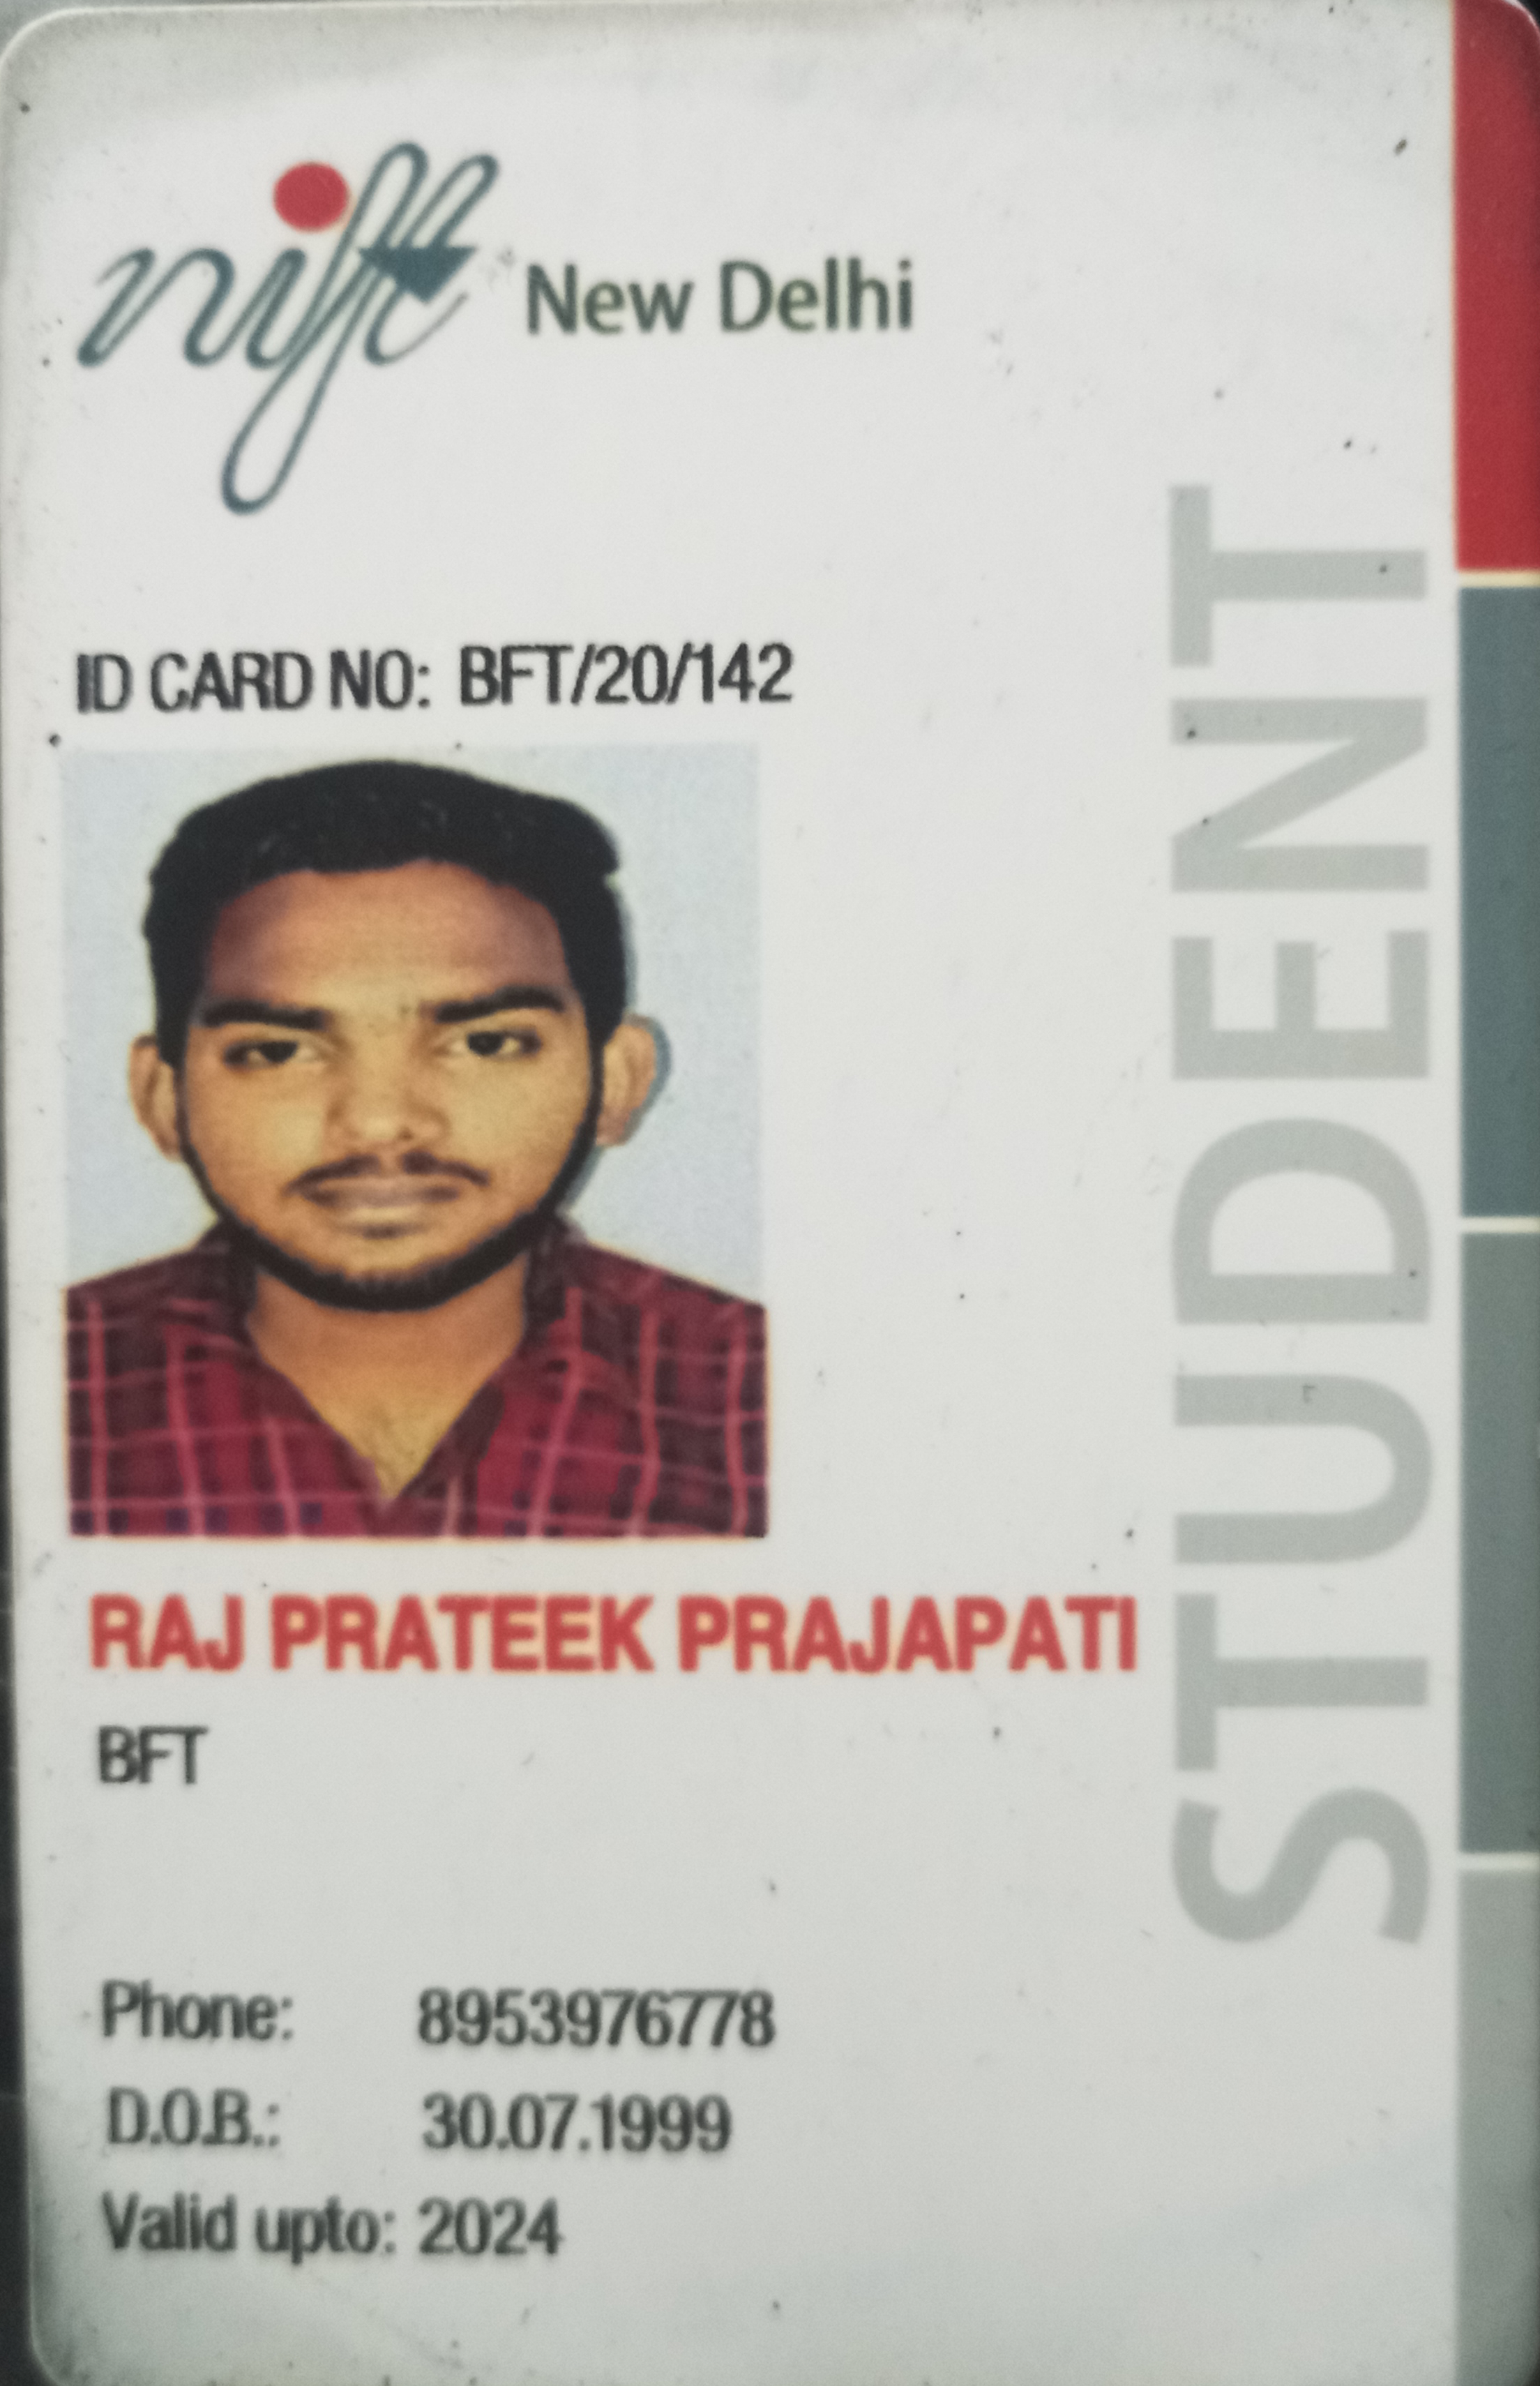 nift New Delhi
ID CARD NO: BFT/20/142
RAJ PRATEEK PRAJAPATI
BFT
Phone: 8953976778
D.O.B.: 30.07.1999
Valid upto: 2024
STUDENT